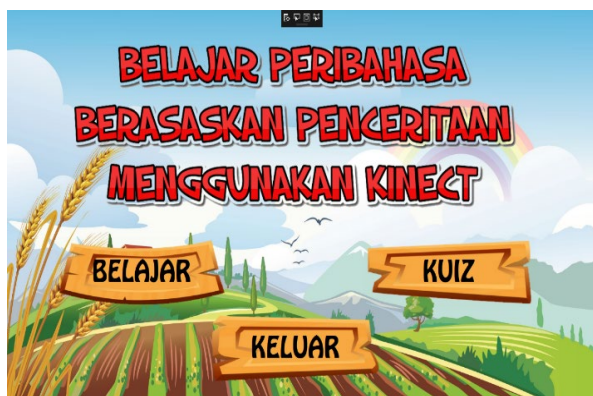 BELAJAR PERIBAHASA
BERASASKAN PENCERITAAN
MENGGUNAKAN KINECT
BELAJAR
KUIZ
KELUAR